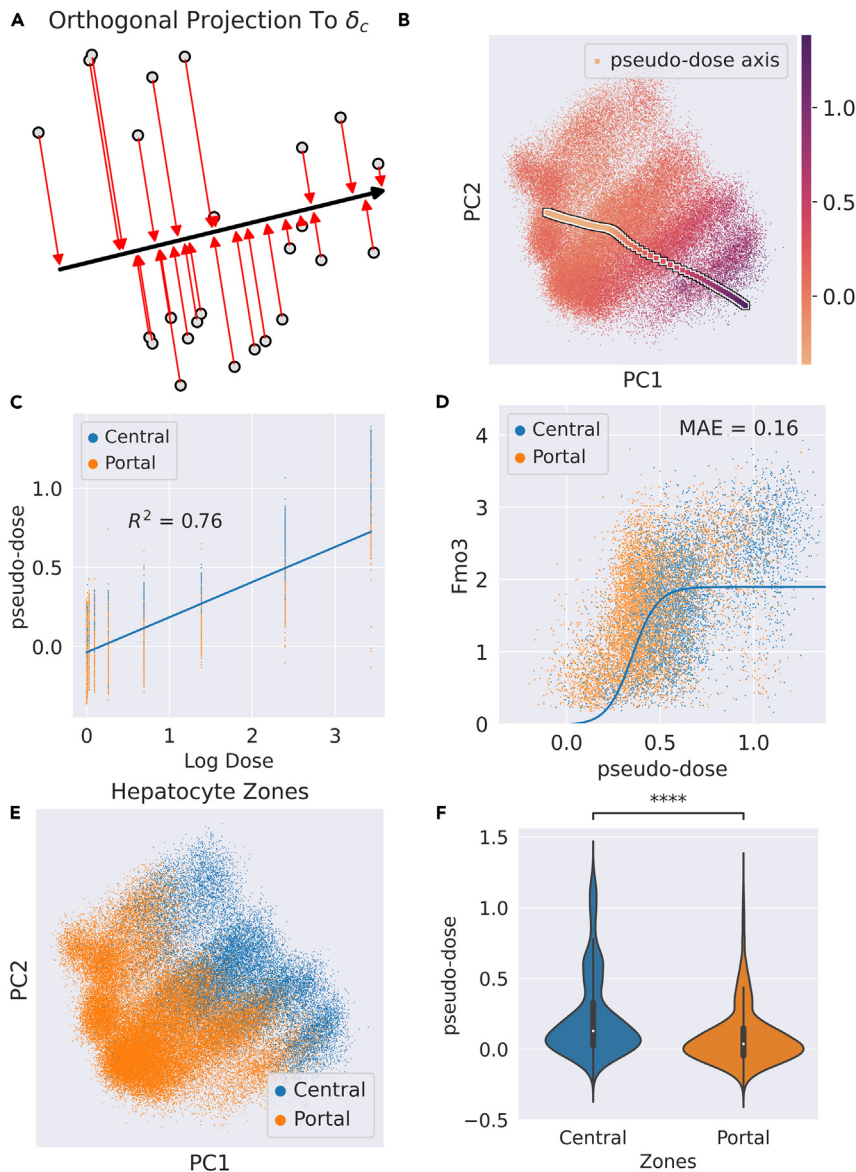 A
Orthogonal Projection To δc
B
pseudo-dose axis
1.0
0.5
0.0
PC2
PC1
C
Central
Portal
R² = 0.76
1.0
0.5
0.0
pseudo-dose
0 1 2 3
Log Dose
D
Central
Portal
MAE = 0.16
4
3
2
1
0
Fmo3
0.0 0.5 1.0
pseudo-dose
E
Hepatocyte Zones
PC2
Central
Portal
PC1
F
****
1.5
1.0
0.5
0.0
−0.5
pseudo-dose
Central Portal
Zones